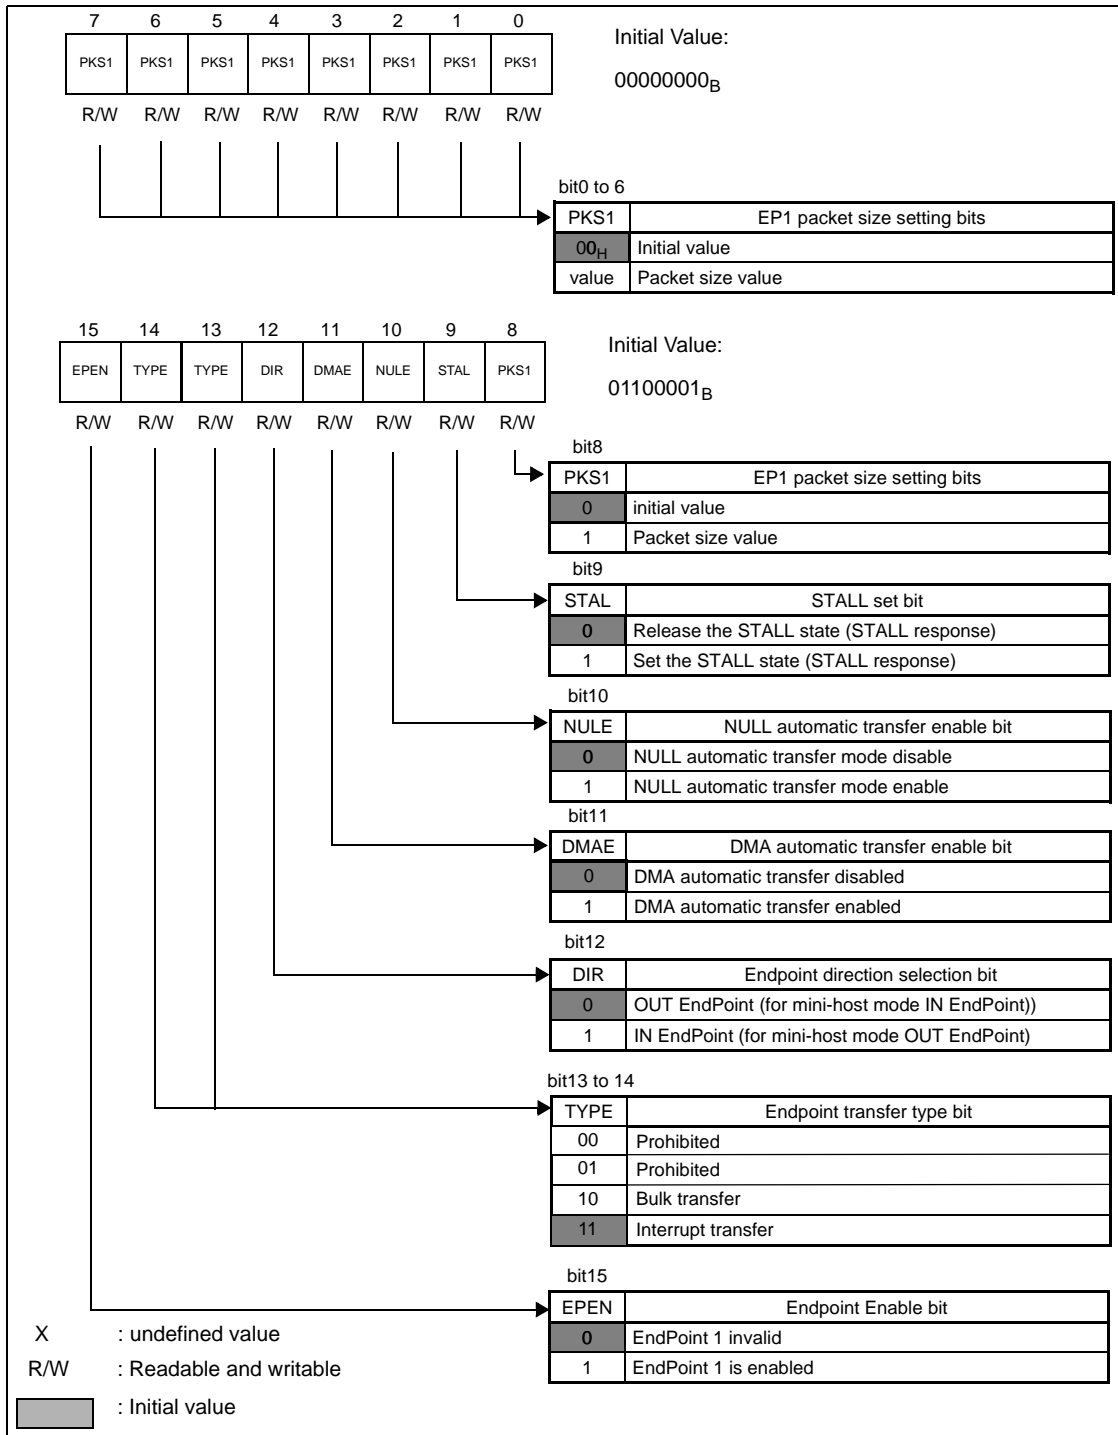 7 6 5 4 3 2 1 0
Initial Value:
PKS1 PKS1 PKS1 PKS1 PKS1 PKS1 PKS1 PKS1
00000000B
R/W R/W R/W R/W R/W R/W R/W R/W
bit0 to 6
PKS1 EP1 packet size setting bits
00H Initial value
value Packet size value
15 14 13 12 11 10 9 8
Initial Value:
EPEN TYPE TYPE DIR DMAE NULE STAL PKS1
01100001B
R/W R/W R/W R/W R/W R/W R/W R/W
bit8
PKS1 EP1 packet size setting bits
0 initial value
1 Packet size value
bit9
STAL STALL set bit
0 Release the STALL state (STALL response)
1 Set the STALL state (STALL response)
bit10
NULE NULL automatic transfer enable bit
0 NULL automatic transfer mode disable
1 NULL automatic transfer mode enable
bit11
DMAE DMA automatic transfer enable bit
0 DMA automatic transfer disabled
1 DMA automatic transfer enabled
bit12
DIR Endpoint direction selection bit
0 OUT EndPoint (for mini-host mode IN EndPoint))
1 IN EndPoint (for mini-host mode OUT EndPoint)
bit13 to 14
TYPE Endpoint transfer type bit
00 Prohibited
01 Prohibited
10 Bulk transfer
11 Interrupt transfer
bit15
EPEN Endpoint Enable bit
0 EndPoint 1 invalid
1 EndPoint 1 is enabled
X : undefined value
R/W : Readable and writable
: Initial value